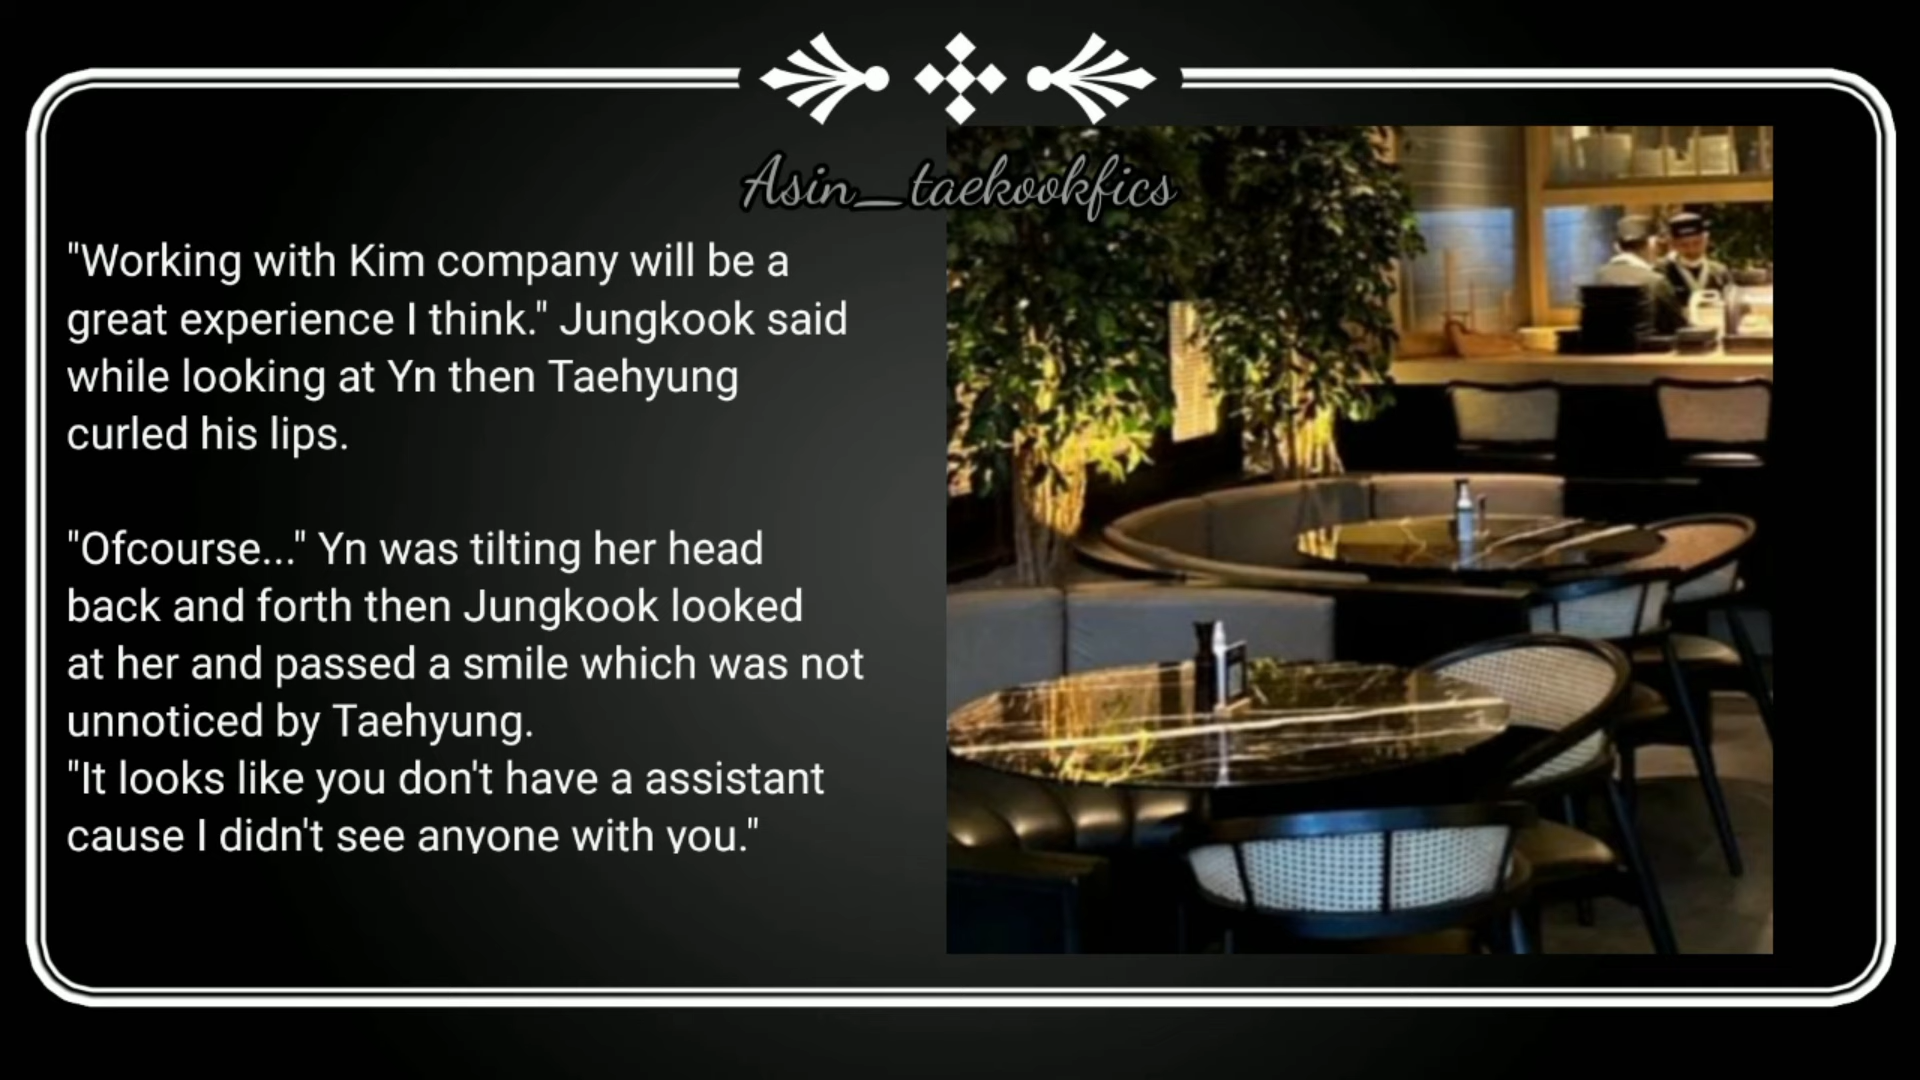 Asin_taekookfics
"Working with Kim company will be a
great experience I think." Jungkook said
while looking at Yn then Taehyung
curled his lips.
"Ofcourse..." Yn was tilting her head
back and forth then Jungkook looked
at her and passed a smile which was not
unnoticed by Taehyung.
"It looks like you don't have a assistant
cause I didn't see anyone with you."